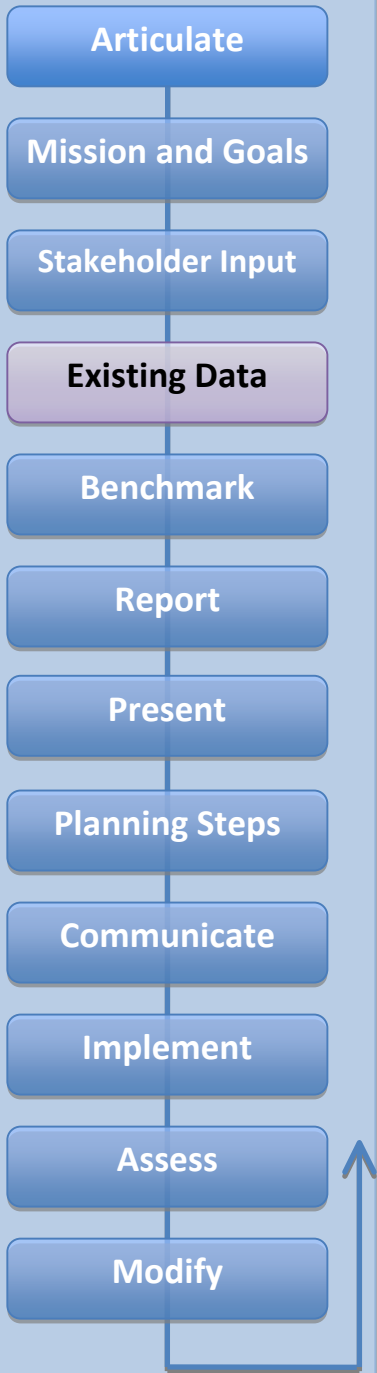 Articulate
Mission and Goals
Stakeholder Input
Existing Data
Benchmark
Report
Present
Planning Steps
Communicate
Implement
Assess
Modify